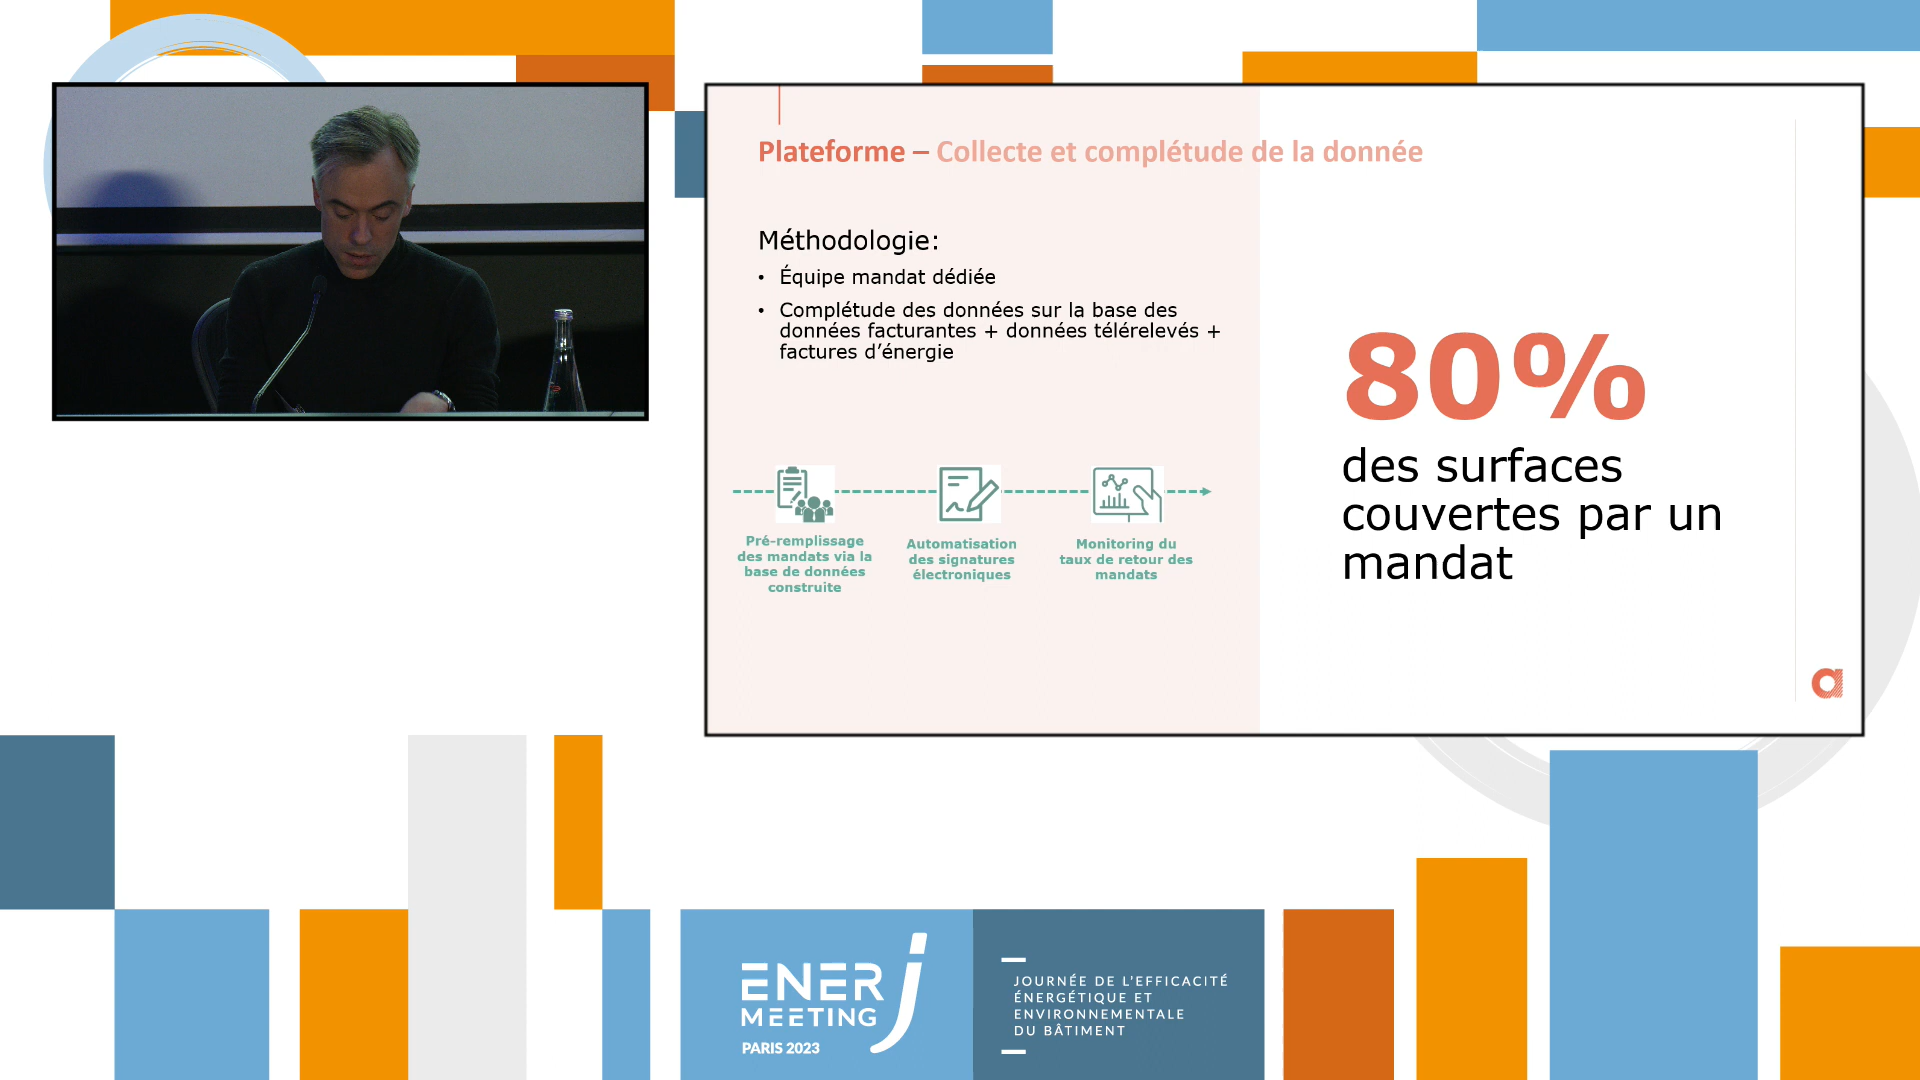 Plateforme – Collecte et complétude de la donnée
Méthodologie:
• Équipe mandat dédiée
• Complétude des données sur la base des
données facturantes + données télérelevés +
factures d’énergie
Pré-remplissage
des mandats via la
base de données
construite
Automatisation
des signatures
électroniques
Monitoring du
taux de retour des
mandats
80%
des surfaces
couvertes par un
mandat
a
ENERJ
MEETING
PARIS 2023
JOURNÉE DE L’EFFICACITÉ
ÉNERGÉTIQUE ET
ENVIRONNEMENTALE
DU BÂTIMENT